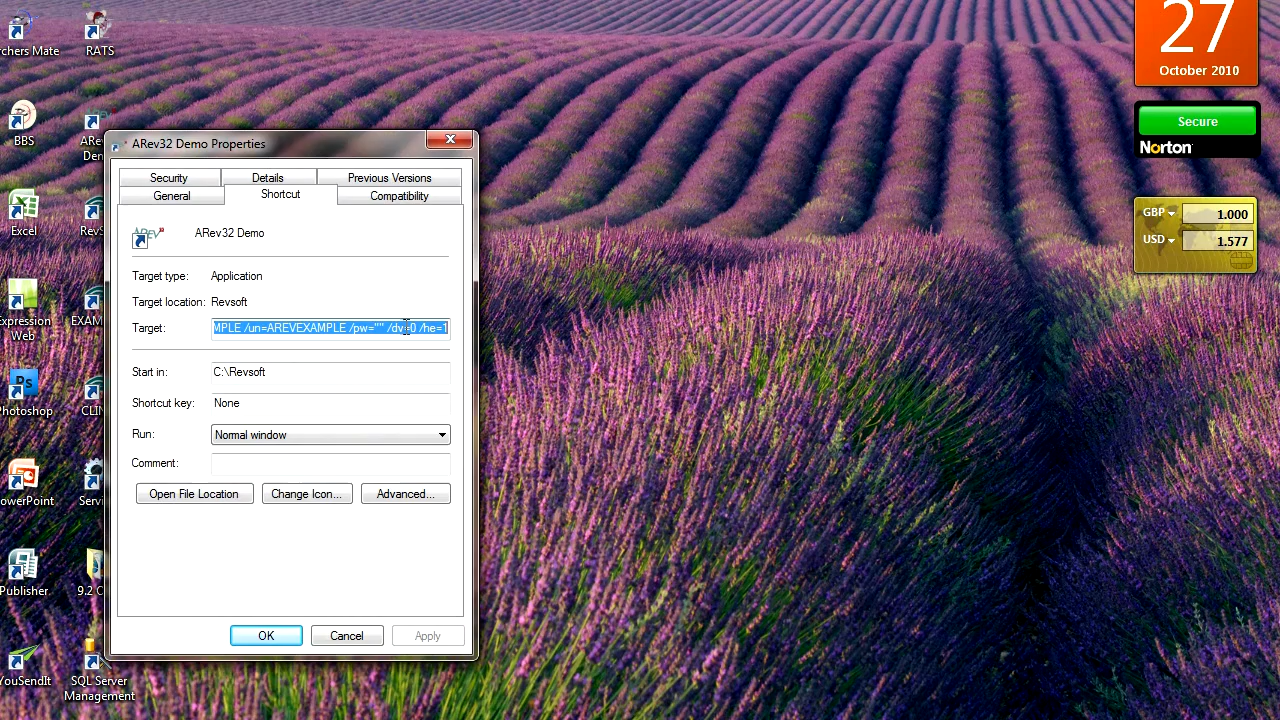 rchers Mate
RATS
27
October 2010
Secure
Norton
BBS
ARe
Den
ARev32 Demo Properties
Security
Details
Previous Versions
General
Shortcut
Compatibility
GBP
1.000
USD
1.577
Excel
RevS
ARev32 Demo
Target type:
Application
Target location:
Revsoft
Target:
MPLE /un=AREVEXAMPLE /pw="" /dv=0 /he=1
Expression
Web
EXAM
Start in:
C:\Revsoft
Shortcut key:
None
Ps
Photoshop
CLIN
Run:
Normal window
Comment:
Open File Location
Change Icon...
Advanced...
owerPoint
Servi
Publisher
9.2 C
OK
Cancel
Apply
YouSendIt
SQL Server
Management